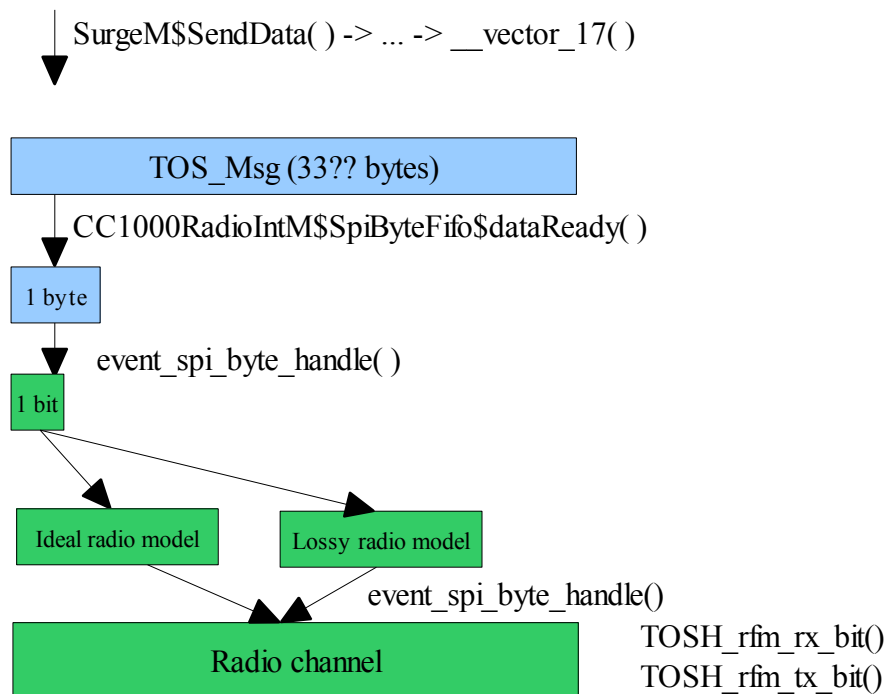 SurgeM$SendData( ) -> ... -> __vector_17( )
TOS_Msg (33?? bytes)
CC1000RadioIntM$SpiByteFifo$dataReady( )
1 byte
event_spi_byte_handle( )
1 bit
Ideal radio model
Lossy radio model
event_spi_byte_handle()
Radio channel
TOSH_rfm_rx_bit()
TOSH_rfm_tx_bit()